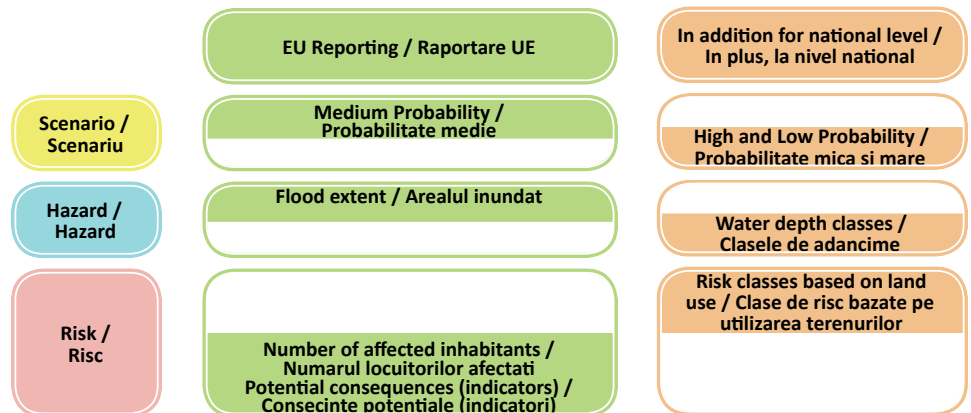 EU Reporting / Raportare UE
In addition for national level /
In plus, la nivel national
Scenario /
Scenariu
Medium Probability /
Probabilitate medie
High and Low Probability /
Probabilitate mica si mare
Hazard /
Hazard
Flood extent / Arealul inundat
Water depth classes /
Clasele de adancime
Risk /
Risc
Number of affected inhabitants /
Numarul locuitorilor afectati
Potential consequences (indicators) /
Consecinte potentiale (indicatori)
Risk classes based on land
use / Clase de risc bazate pe
utilizarea terenurilor